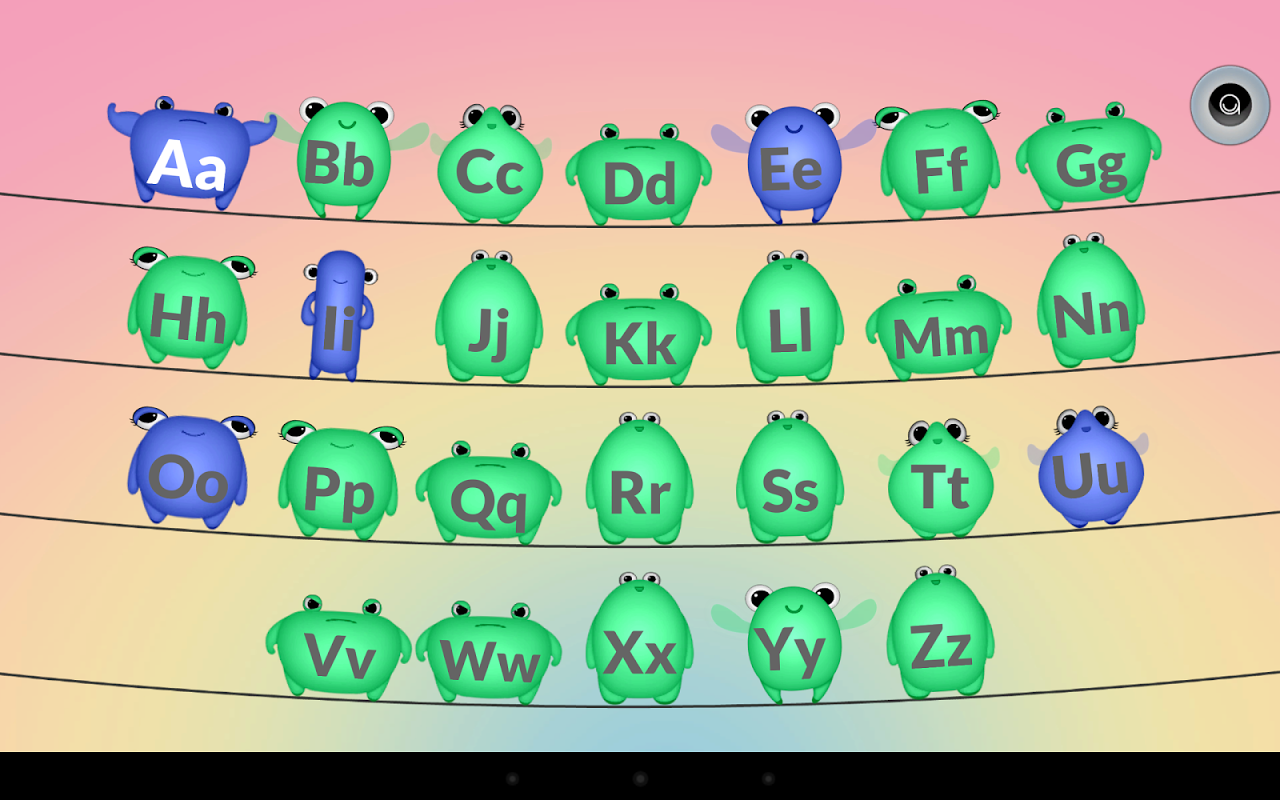 Aa Bb Cc Dd Ee Ff Gg
Hh Ii Jj Kk Ll Mm Nn
Oo Pp Qq Rr Ss Tt Uu
Vv Ww Xx Yy Zz